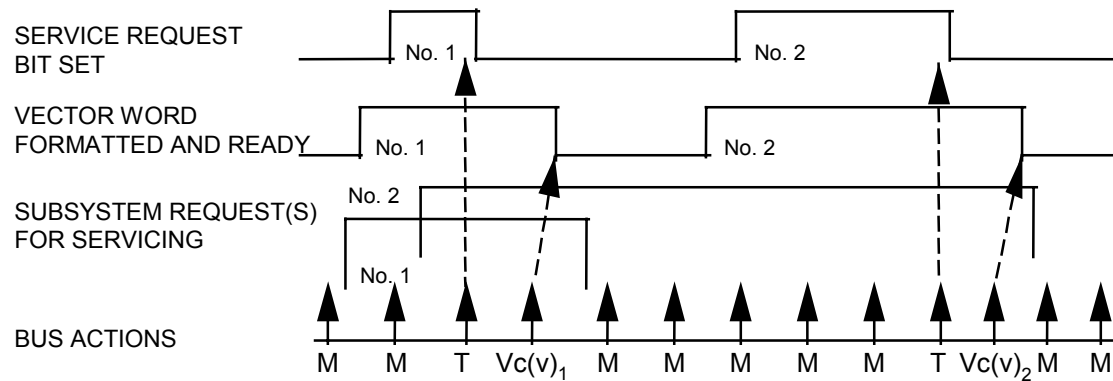 SERVICE REQUEST
BIT SET
No. 1
No. 2
VECTOR WORD
FORMATTED AND READY
No. 1
No. 2
SUBSYSTEM REQUEST(S)
FOR SERVICING
No. 2
No. 1
BUS ACTIONS
M M T Vc(v)1 M M M M M T Vc(v)2 M M